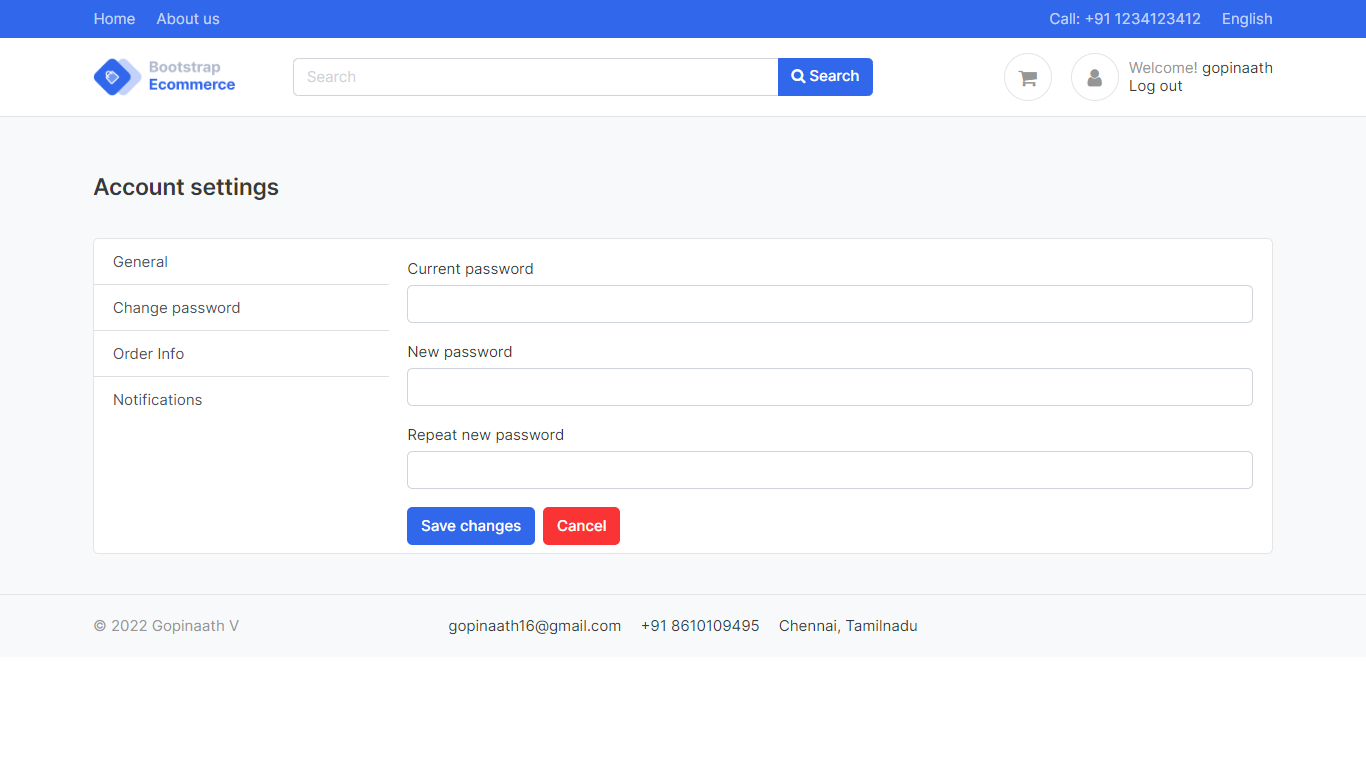 Home About us Call: +91 1234123412 English
Bootstrap
Ecommerce
Search Search
Welcome! gopinaath
Log out
Account settings
General
Change password
Order Info
Notifications
Current password
New password
Repeat new password
Save changes Cancel
© 2022 Gopinaath V gopinaath16@gmail.com +91 8610109495 Chennai, Tamilnadu